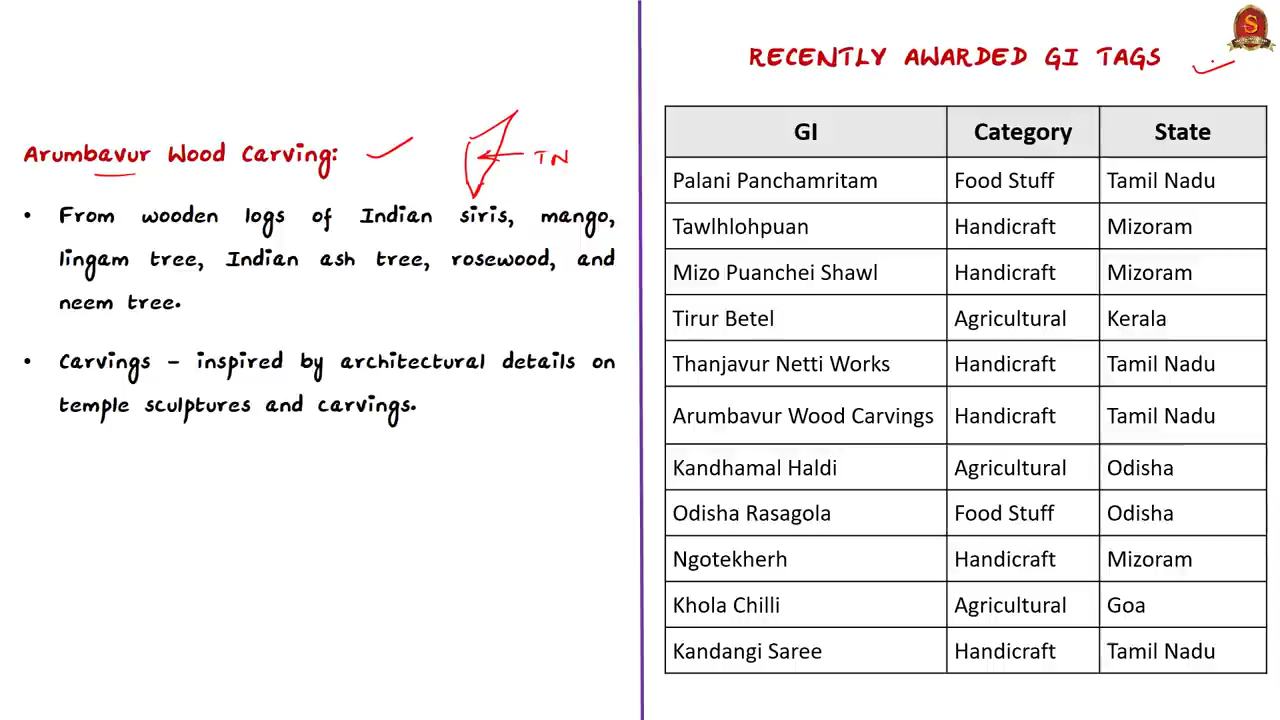 Arumbavur Wood Carving:
TN
• From wooden logs of Indian siris, mango,
lingam tree, Indian ash tree, rosewood, and
neem tree.
• Carvings – inspired by architectural details on
temple sculptures and carvings.
RECENTLY AWARDED GI TAGS
S
GI Category State
Palani Panchamritam Food Stuff Tamil Nadu
Tawlhlohpuan Handicraft Mizoram
Mizo Puanchei Shawl Handicraft Mizoram
Tirur Betel Agricultural Kerala
Thanjavur Netti Works Handicraft Tamil Nadu
Arumbavur Wood Carvings Handicraft Tamil Nadu
Kandhamal Haldi Agricultural Odisha
Odisha Rasagola Food Stuff Odisha
Ngotekherh Handicraft Mizoram
Khola Chilli Agricultural Goa
Kandangi Saree Handicraft Tamil Nadu